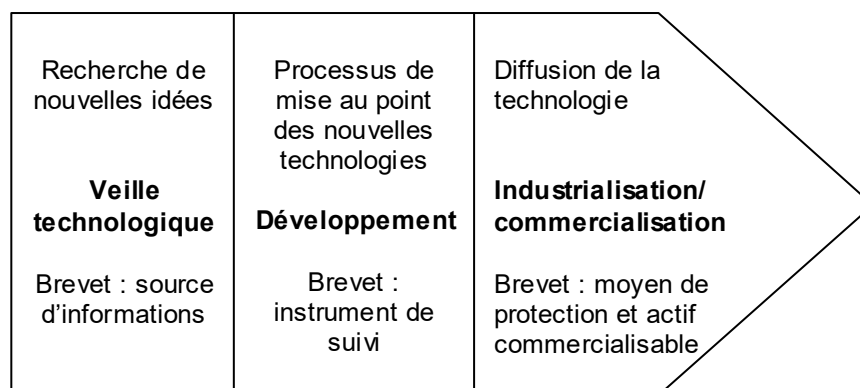 Recherche de
nouvelles idées
Veille
technologique
Brevet : source
d’informations
Processus de
mise au point
des nouvelles
technologies
Développement
Brevet :
instrument de
suivi
Diffusion de la
technologie
Industrialisation/
commercialisation
Brevet : moyen de
protection et actif
commercialisable